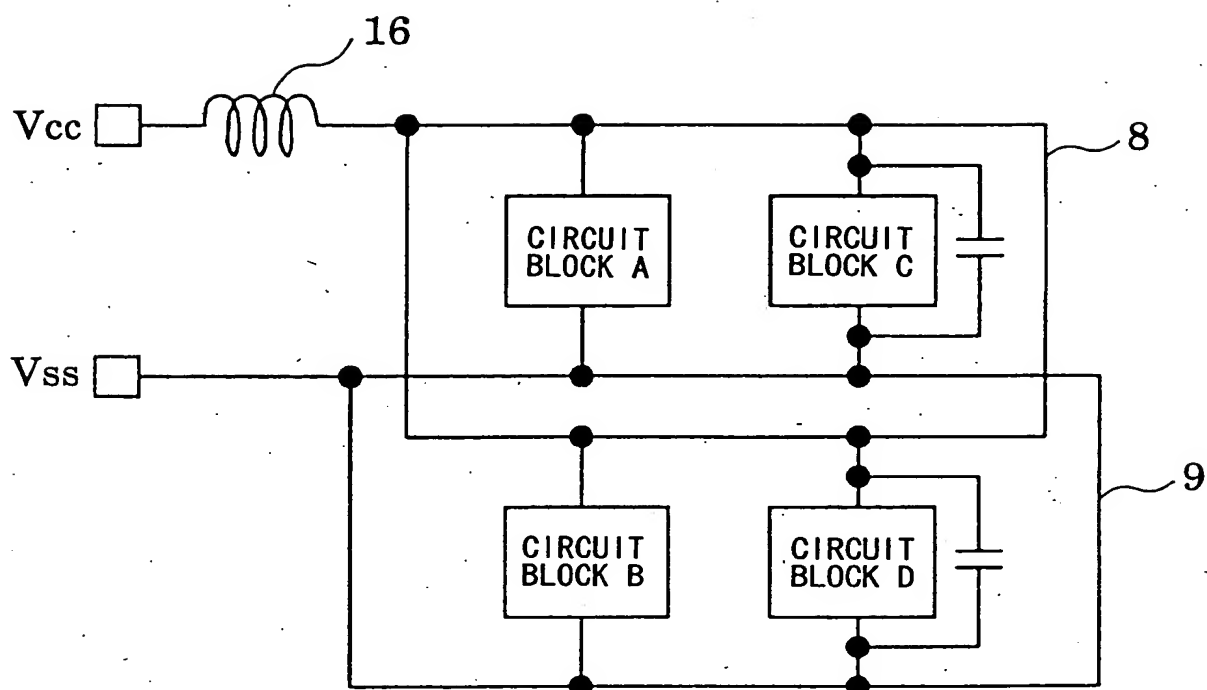 16
Vcc
8
CIRCUIT
BLOCK A
CIRCUIT
BLOCK C
Vss
9
CIRCUIT
BLOCK B
CIRCUIT
BLOCK D